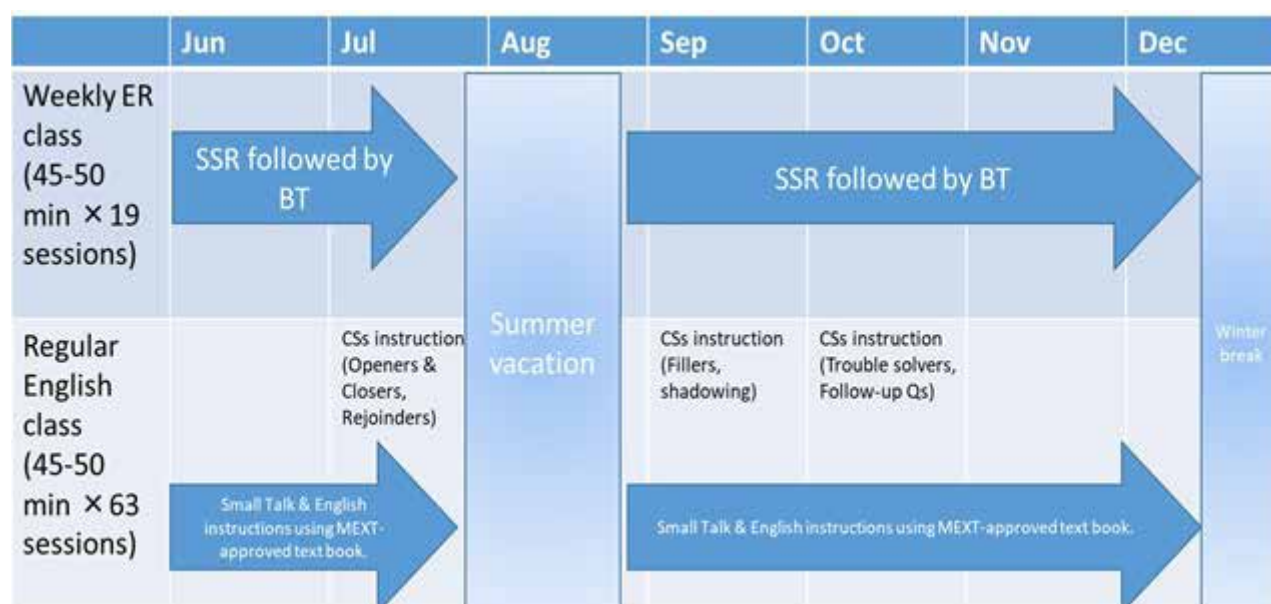 Jun Jul Aug Sep Oct Nov Dec
Weekly ER
class
(45-50
min ×19
sessions)
SSR followed by
BT
SSR followed by BT
Summer
vacation
Winter
break
Regular
English
class
(45-50
min ×63
sessions)
CSs instruction
(Openers &
Closers,
Rejoinders)
CSs instruction
(Fillers,
shadowing)
CSs instruction
(Trouble solvers,
Follow-up Qs)
Small Talk & English
instructions using MEXT-
approved text book.
Small Talk & English instructions using MEXT-approved text book.